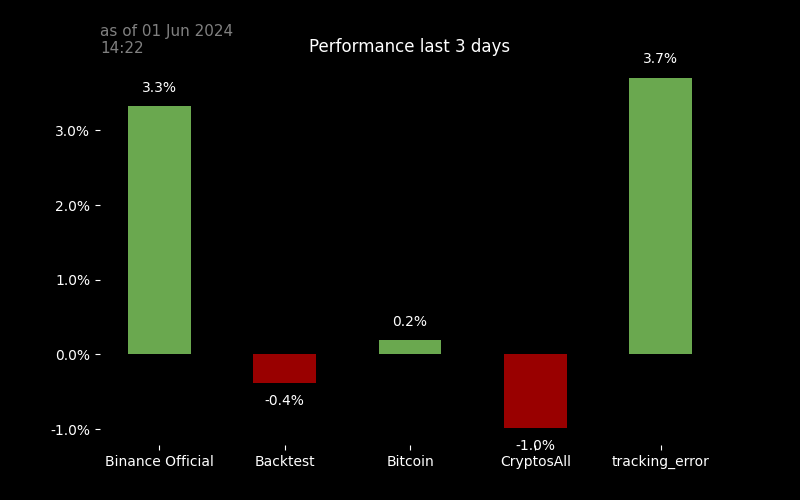 as of 01 Jun 2024
14:22
Performance last 3 days
3.7%
3.3%
3.0%
2.0%
1.0%
0.2%
0.0%
-0.4%
-1.0%
-1.0%
Binance Official
Backtest
Bitcoin
CryptosAll
tracking_error